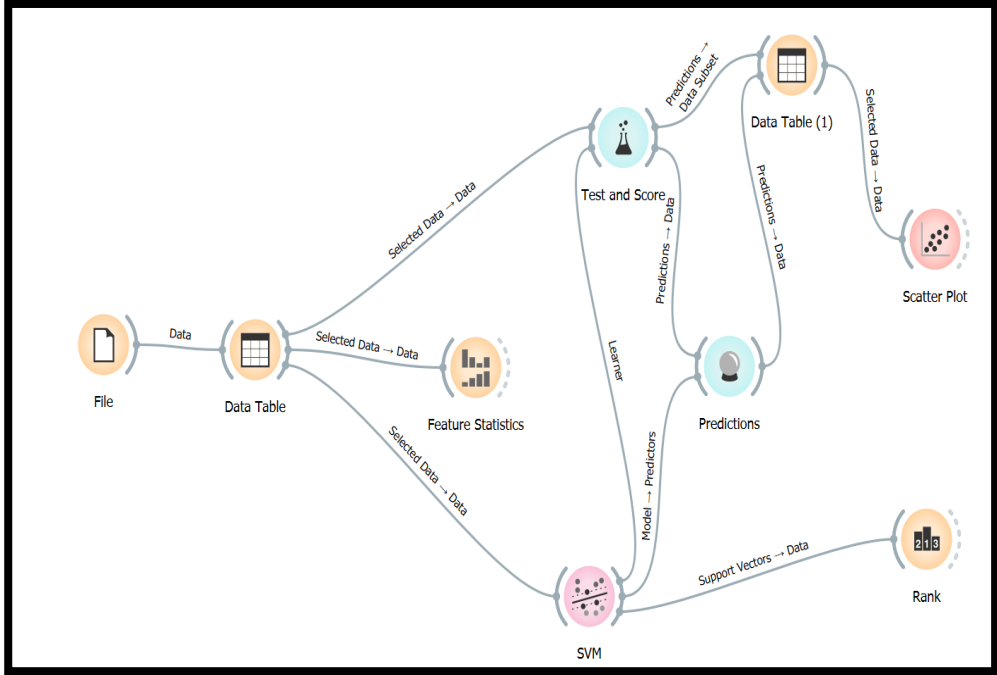 Predictions →
Data Subset
Data Table (1)
Selected Data → Data
Test and Score
Predictions → Data
Predictions → Data
Selected Data → Data
Scatter Plot
Data
Selected Data → Data
File
Data Table
Feature Statistics
Learner
Predictions
Selected Data → Data
Model → Predictors
Support Vectors → Data
213
Rank
SVM